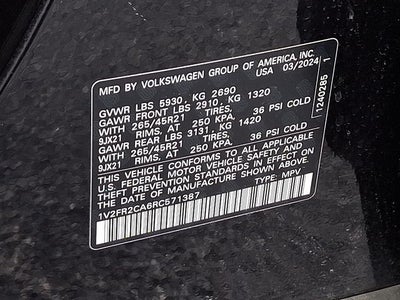 MFD BY VOLKSWAGEN GROUP OF AMERICA, INC.
USA 03/2024
GVWR LBS 5930, KG 2690
GAWR FRONT LBS 2910, KG 1320
WITH 265/45R21 TIRES,
9JX21 RIMS, AT 250 KPA, 36 PSI COLD
GAWR REAR LBS 3131, KG 1420
WITH 265/45R21 TIRES,
9JX21 RIMS, AT 250 KPA, 36 PSI COLD
THIS VEHICLE CONFORMS TO ALL APPLICABLE
U.S. FEDERAL MOTOR VEHICLE SAFETY AND
THEFT PREVENTION STANDARDS IN EFFECT ON
THE DATE OF MANUFACTURE SHOWN ABOVE.
1V2FR2CA6RC571387 TYPE: MPV
1240285 1